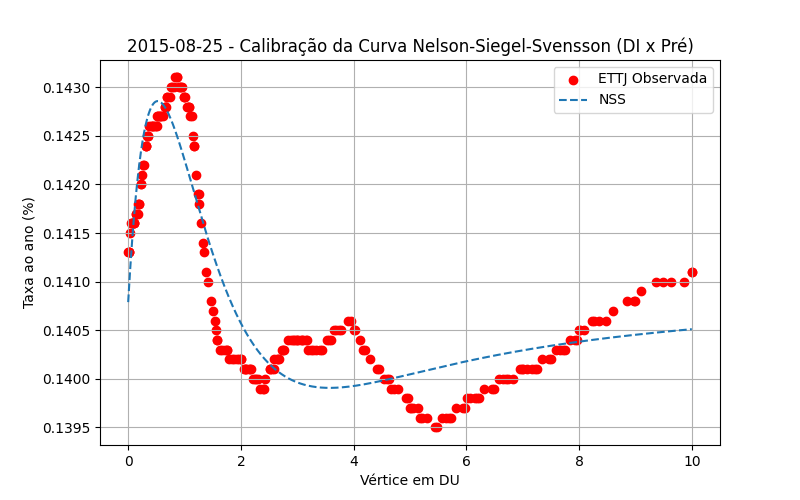 2015-08-25 - Calibração da Curva Nelson-Siegel-Svensson (DI x Pré)
ETTJ Observada
NSS
Taxa ao ano (%)
0.1430
0.1425
0.1420
0.1415
0.1410
0.1405
0.1400
0.1395
0 2 4 6 8 10
Vértice em DU